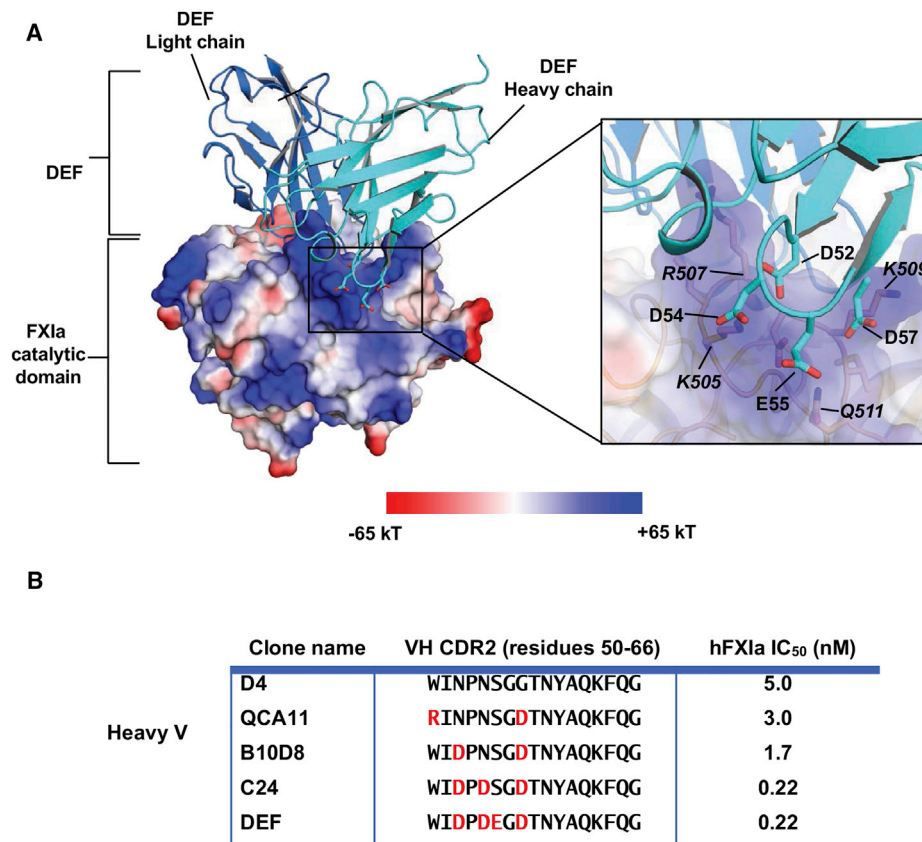 A
DEF
Light chain
DEF
Heavy chain
DEF
FXIa
catalytic
domain
R507
D52
K509
D54
D57
K505
E55
Q511
-65 kT
+65 kT
B
Clone name VH CDR2 (residues 50-66) hFXIa IC₅₀ (nM)
Heavy V
D4 WINPNSGGTNYAQKFQG 5.0
QCA11 RINPNSGDTNYAQKFQG 3.0
B10D8 WIDPNSGDTNYAQKFQG 1.7
C24 WIDPDSGDTNYAQKFQG 0.22
DEF WIDPDEGDTNYAQKFQG 0.22